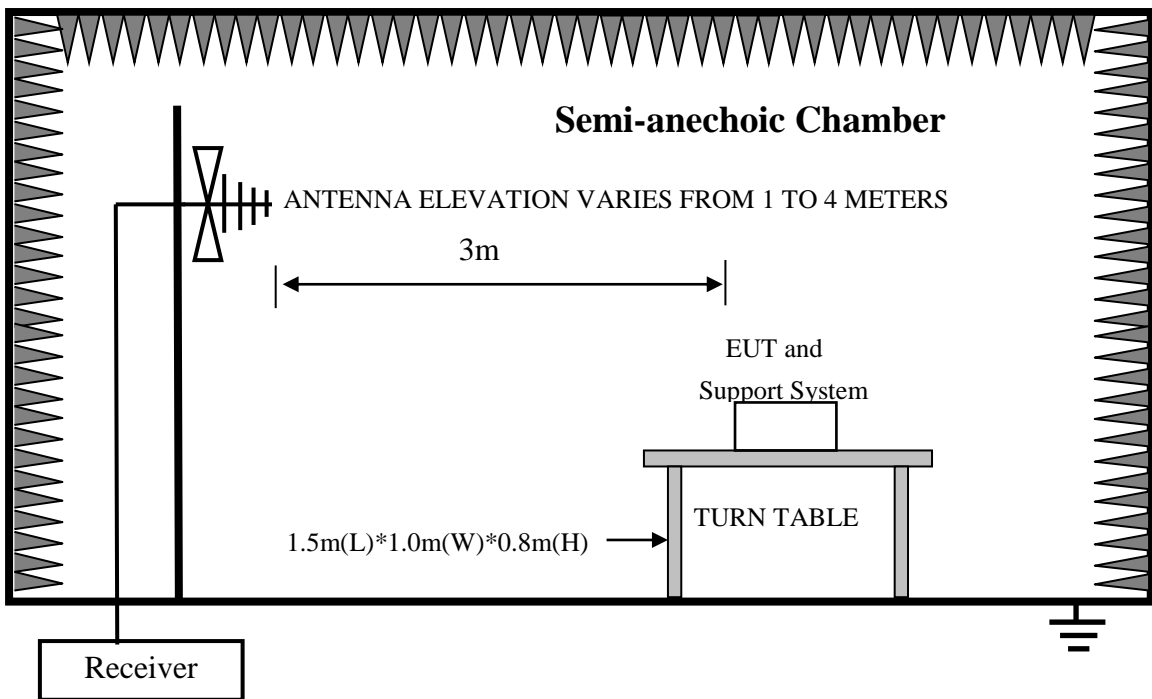 Semi-anechoic Chamber
ANTENNA ELEVATION VARIES FROM 1 TO 4 METERS
3m
EUT and
Support System
TURN TABLE
1.5m(L)*1.0m(W)*0.8m(H)
Receiver